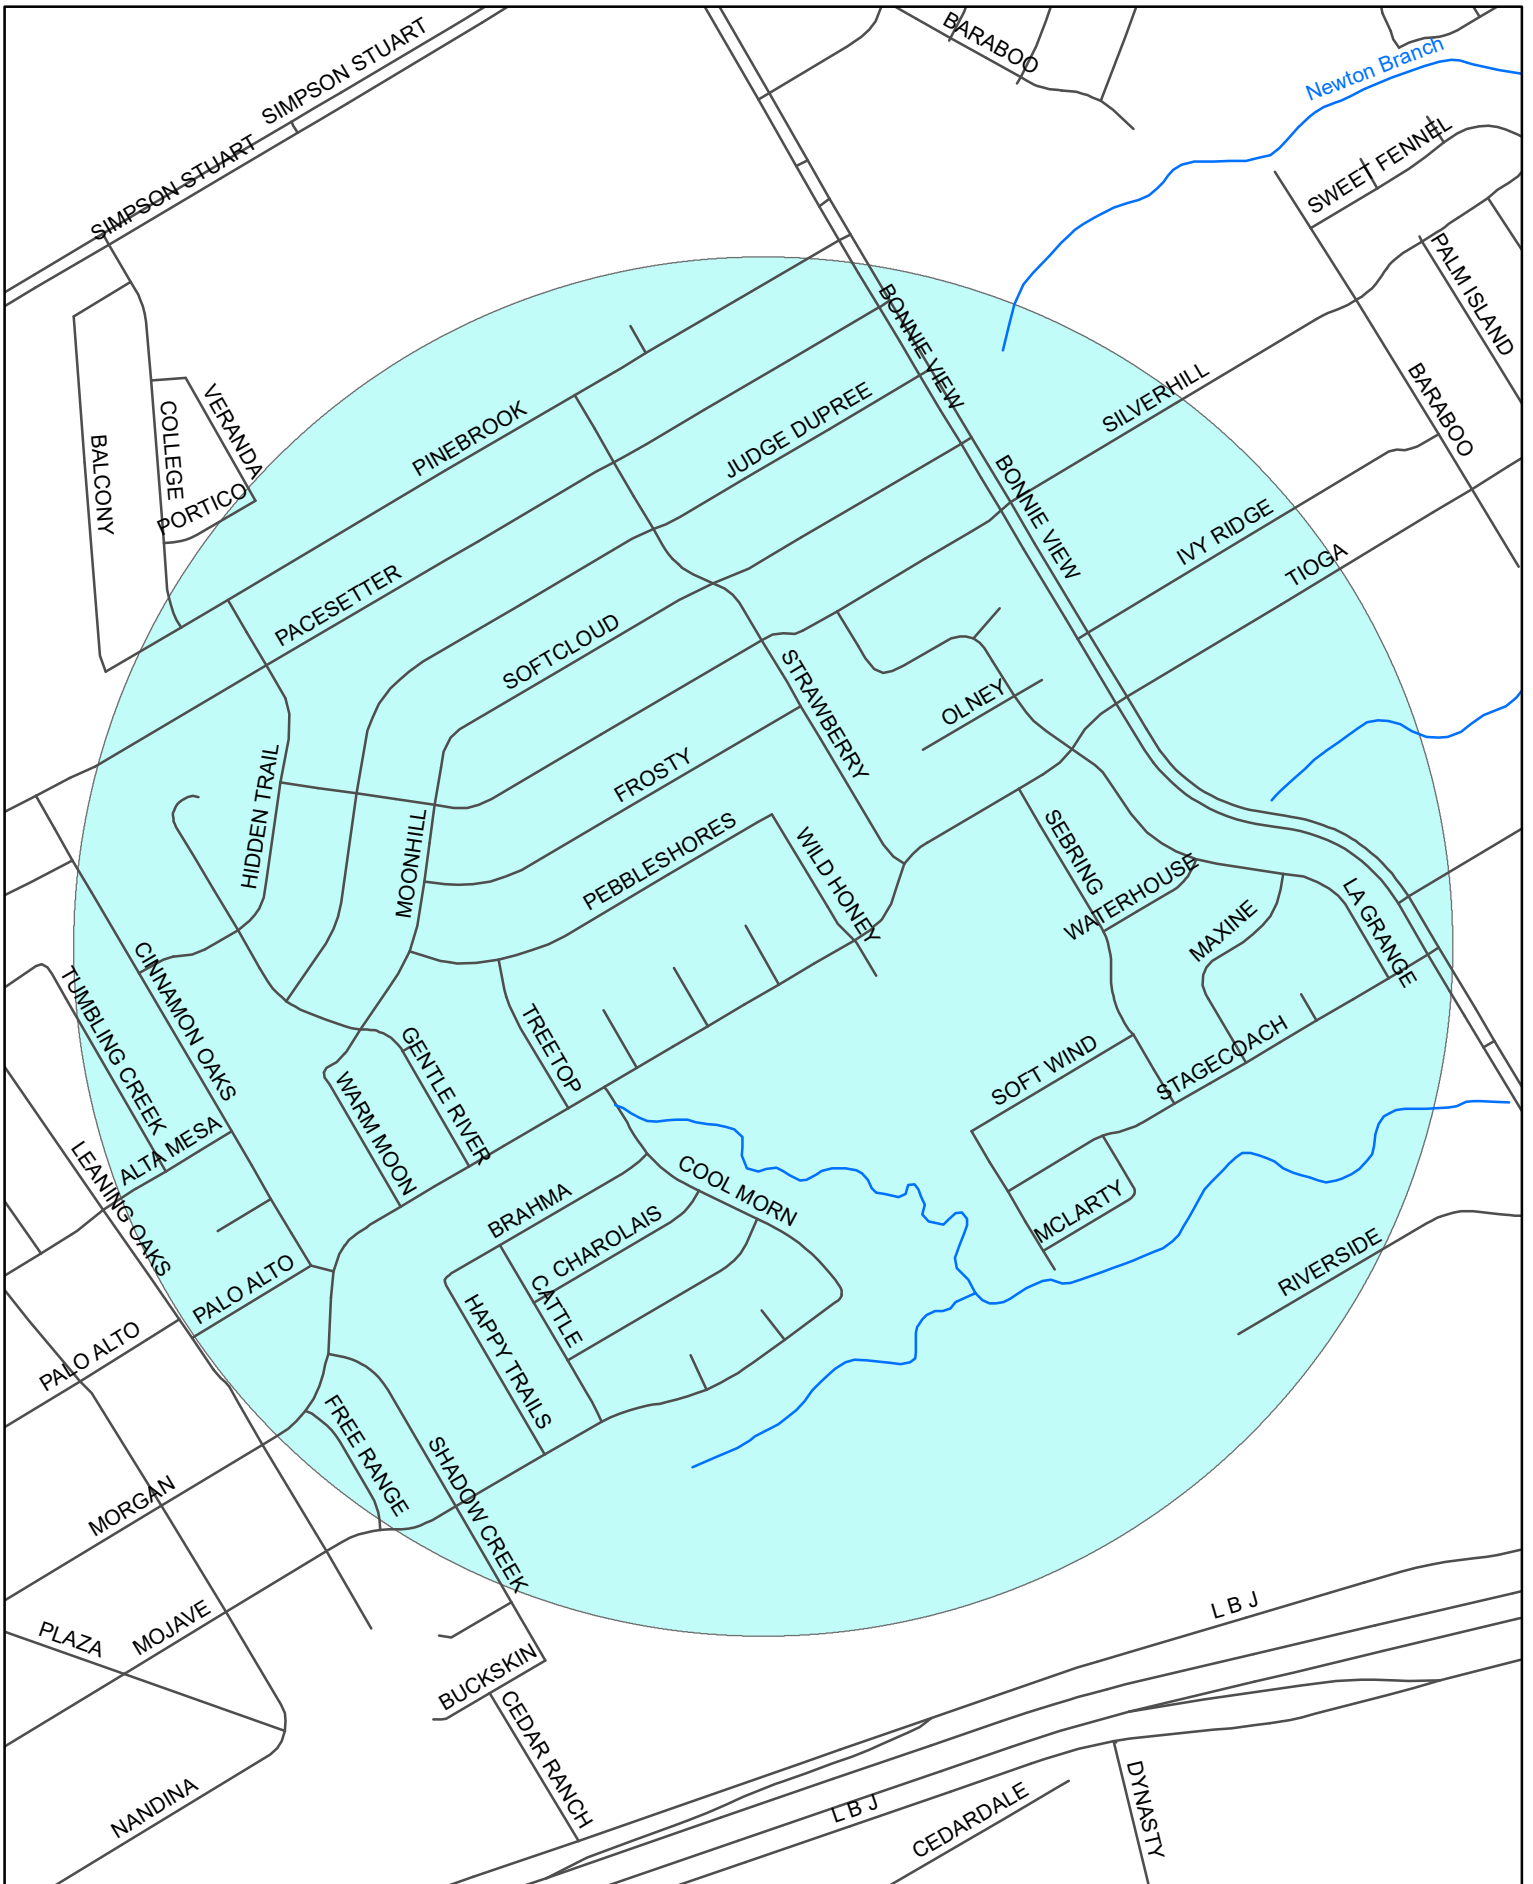 SIMPSON STUART
BARABOO
Newton Branch
SIMPSON STUART
SWEET FENNEL
PALM ISLAND
BONNIE VIEW
SILVERHILL
BARABOO
VERANDA
COLLEGE
BALCONY
PORTICO
PINEBROOK
JUDGE DUPREE
BONNIE VIEW
IVY RIDGE
TIOGA
PACESETTER
SOFTCLOUD
STRAWBERRY
OLNEY
HIDDEN TRAIL
FROSTY
MOONHILL
PEBBLESHORES
WILD HONEY
SEBRING
WATERHOUSE
MAXINE
LA GRANGE
CINNAMON OAKS
TUMBLING CREEK
TREETOP
GENTLE RIVER
WARM MOON
SOFT WIND
STAGECOACH
ALTA MESA
LEANING OAKS
COOL MORN
BRAHMA
CHAROLAIS
MCLARTY
RIVERSIDE
PALO ALTO
CATTLE
HAPPY TRAILS
PALO ALTO
FREE RANGE
SHADOW CREEK
MORGAN
MOJAVE
PLAZA
L B J
BUCKSKIN
CEDAR RANCH
NANDINA
L B J
CEDARDALE
DYNASTY